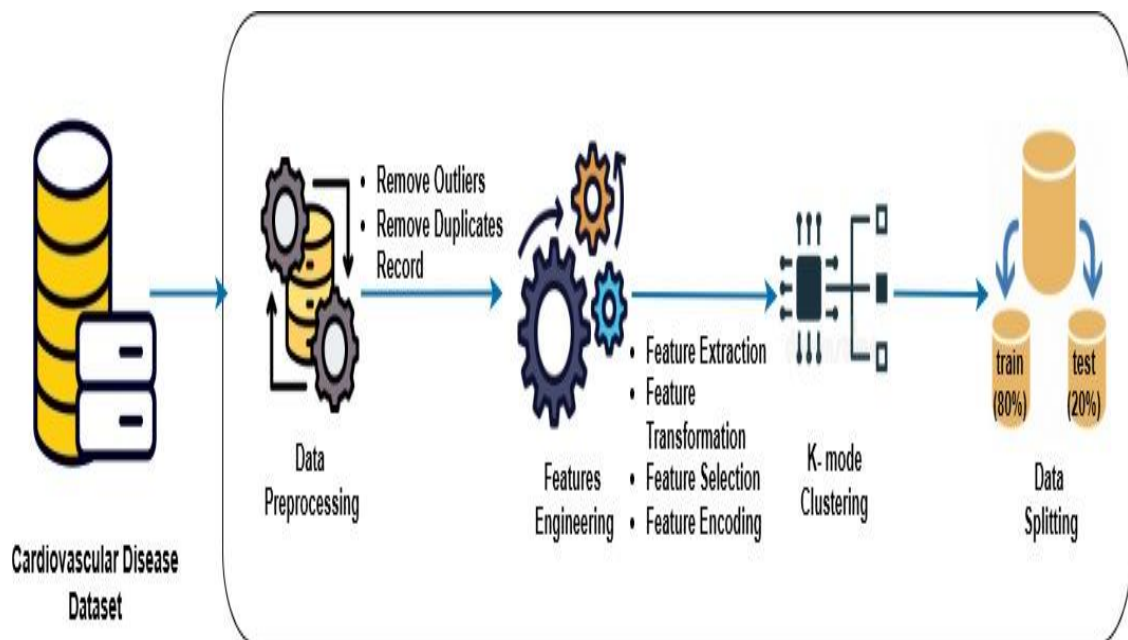 Cardiovascular Disease
Dataset
Data
Preprocessing
• Remove Outliers
• Remove Duplicates
Record
Features
Engineering
• Feature Extraction
• Feature
Transformation
• Feature Selection
• Feature Encoding
K- mode
Clustering
train
(80%)
test
(20%)
Data
Splitting